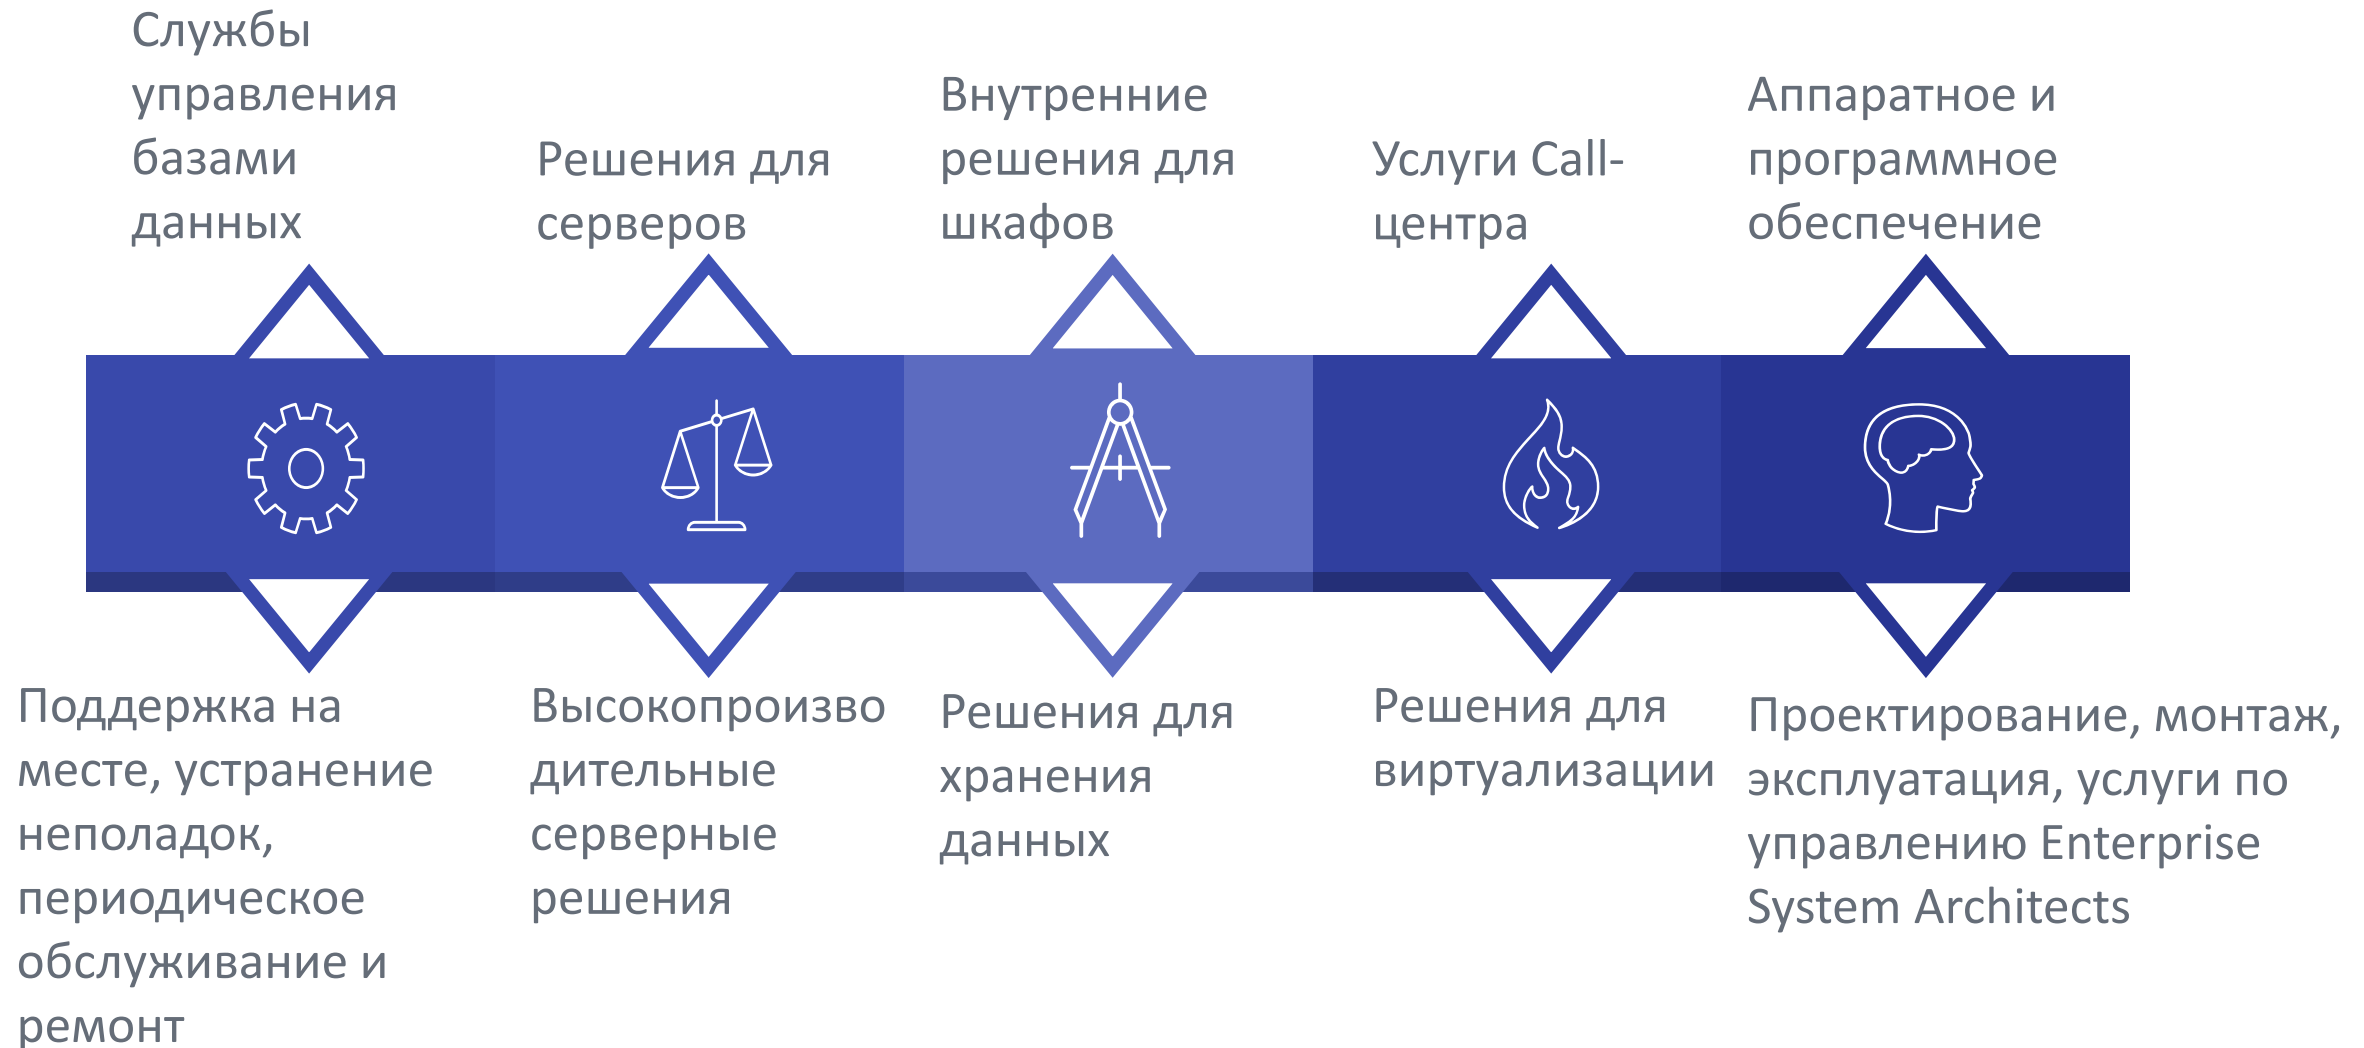 Службы
управления
базами
данных
Решения для
серверов
Внутренние
решения для
шкафов
Услуги Call-
центра
Аппаратное и
программное
обеспечение
Поддержка на
месте, устранение
неполадок,
периодическое
обслуживание и
ремонт
Высокопроизво
дительные
серверные
решения
Решения для
хранения
данных
Решения для
виртуализации
Проектирование, монтаж,
эксплуатация, услуги по
управлению Enterprise
System Architects